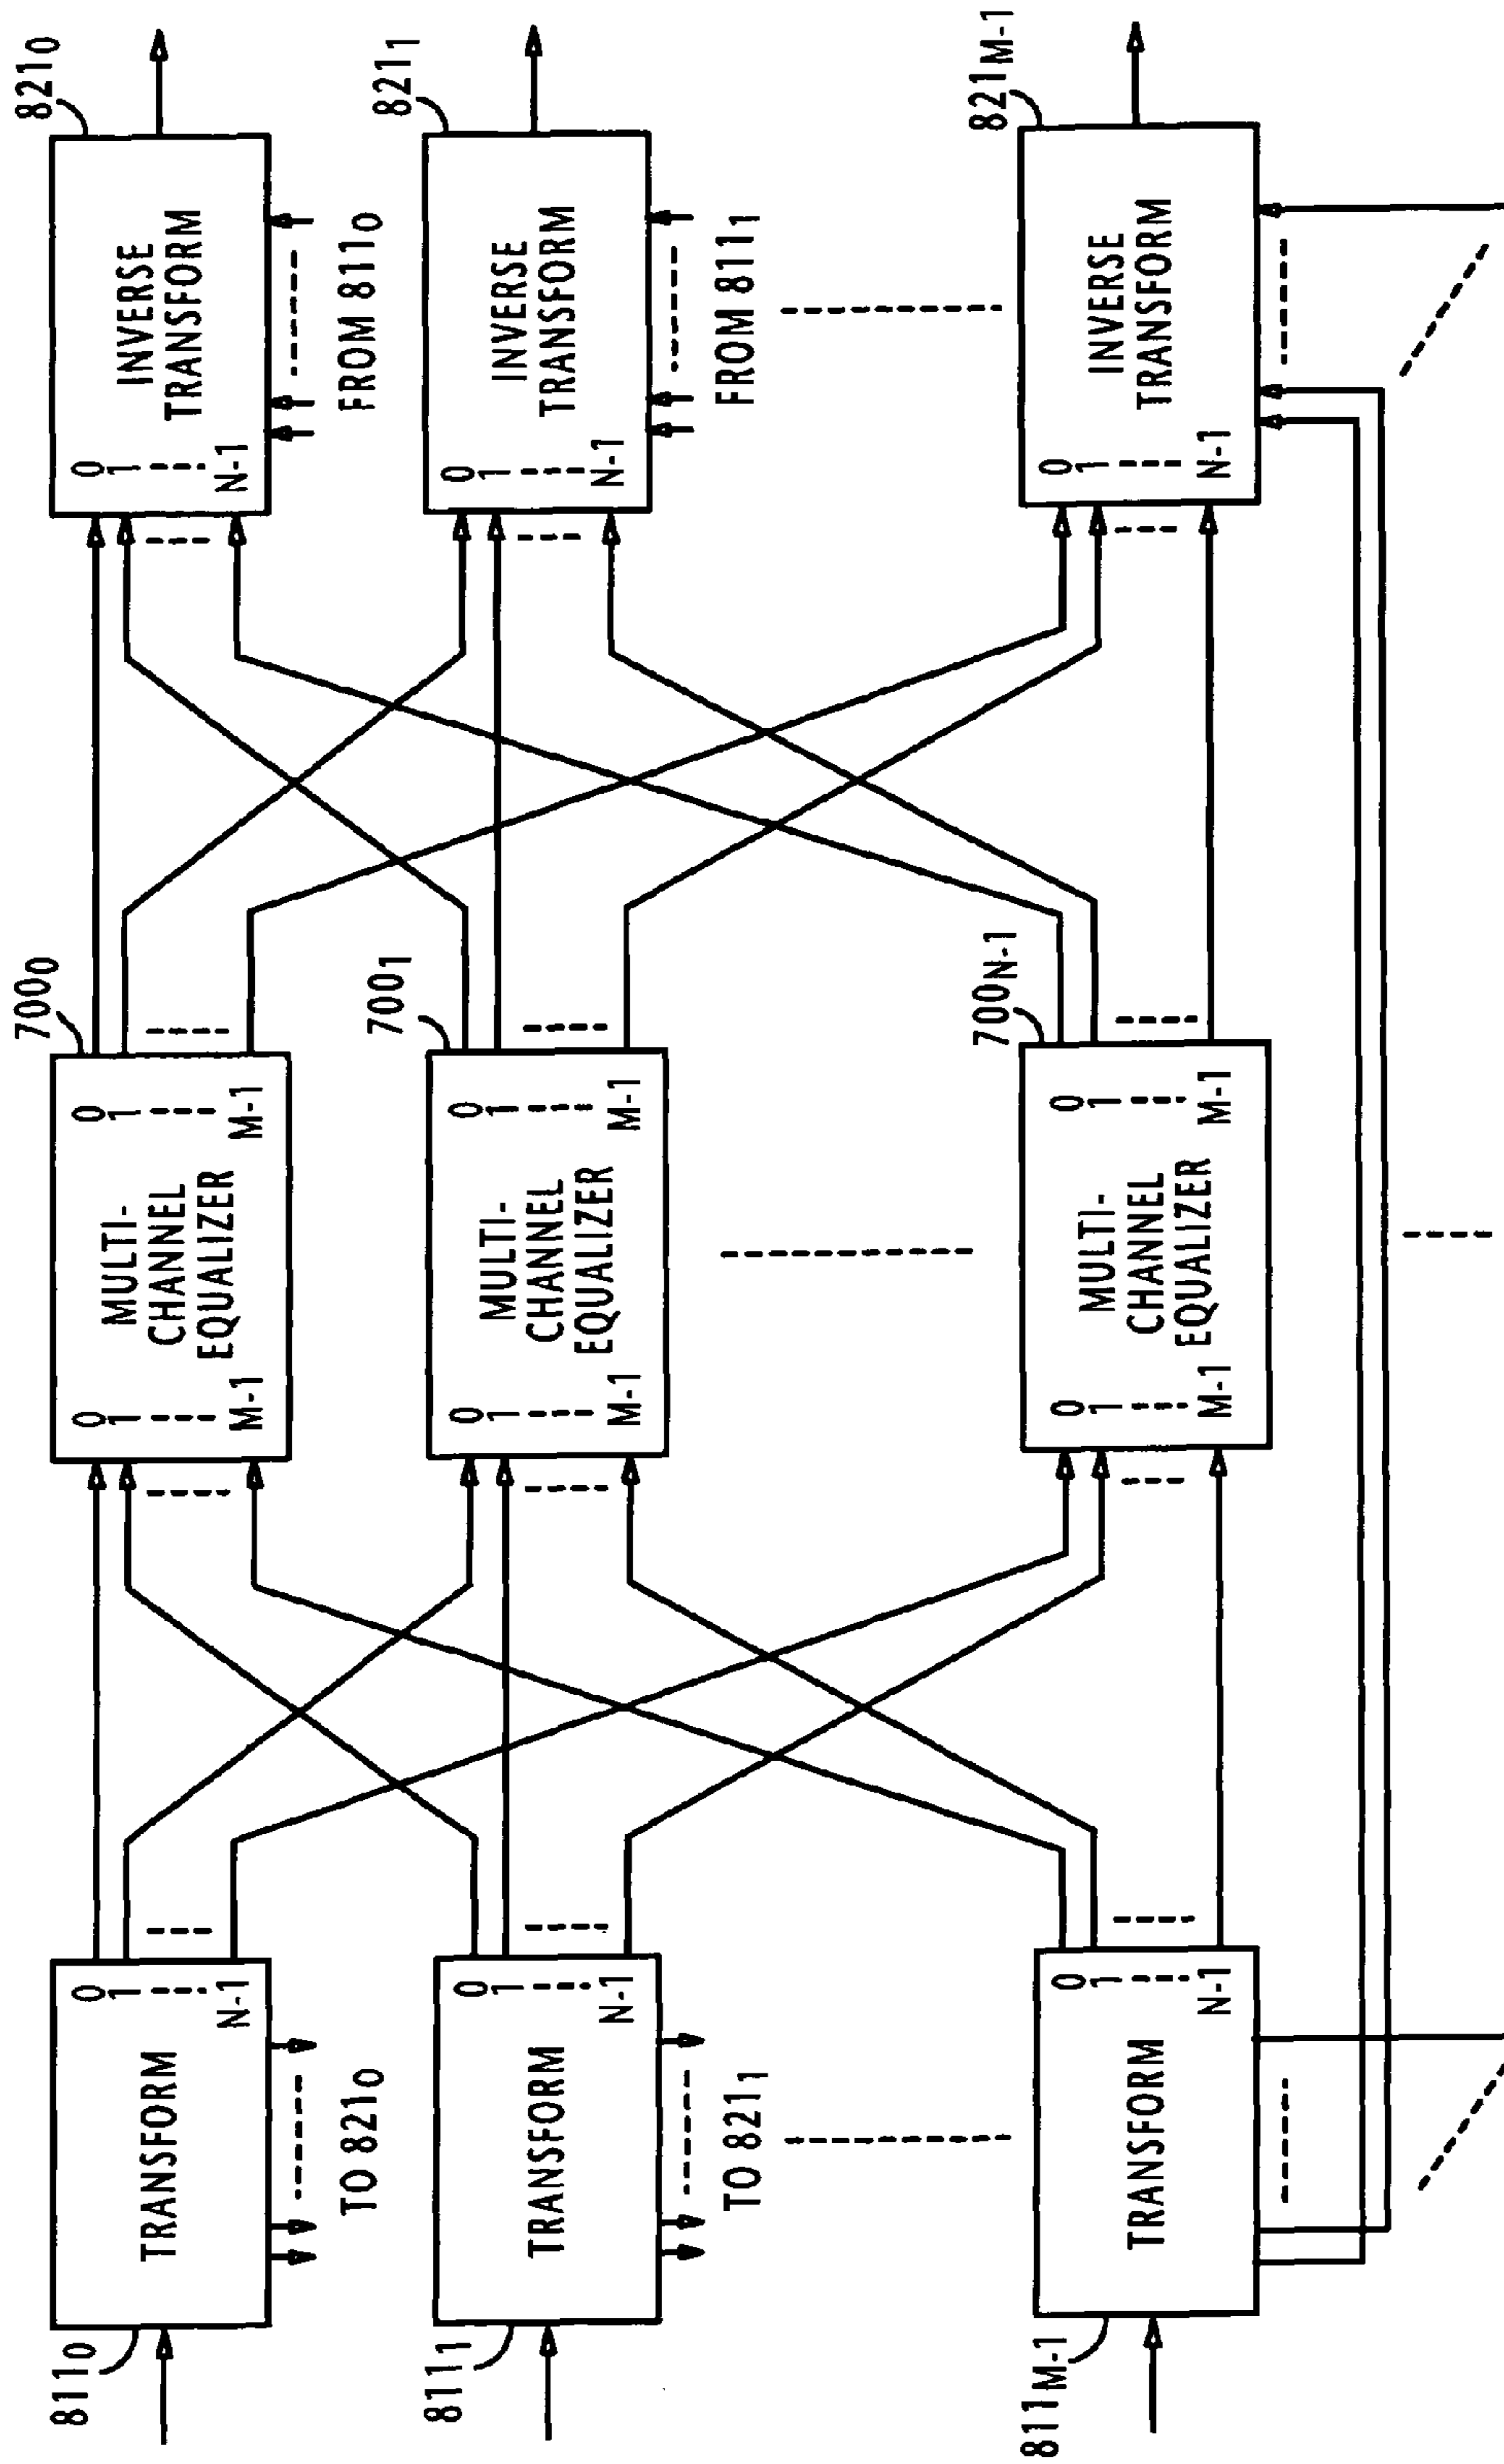 811₀
TRANSFORM
0
1
N-1
TO 821₀
700₀
0
1
M-1
MULTI-
CHANNEL
EQUALIZER
0
1
M-1
821₀
0
1
N-1
INVERSE
TRANSFORM
FROM 811₀
811₁
TRANSFORM
0
1
N-1
TO 821₁
700₁
0
1
M-1
MULTI-
CHANNEL
EQUALIZER
0
1
M-1
821₁
0
1
N-1
INVERSE
TRANSFORM
FROM 811₁
811M-1
TRANSFORM
0
1
N-1
700N-1
0
1
M-1
MULTI-
CHANNEL
EQUALIZER
0
1
M-1
821M-1
0
1
N-1
INVERSE
TRANSFORM